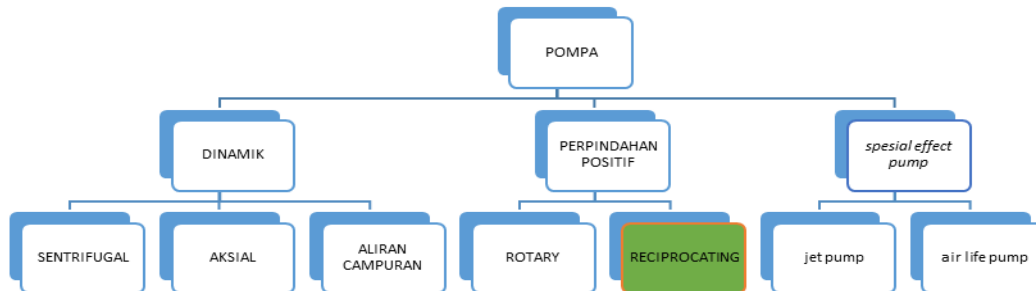 POMPA
DINAMIK
PERPINDAHAN
POSITIF
spesial effect
pump
SENTRIFUGAL
AKSIAL
ALIRAN
CAMPURAN
ROTARY
RECIPROCATING
jet pump
air life pump